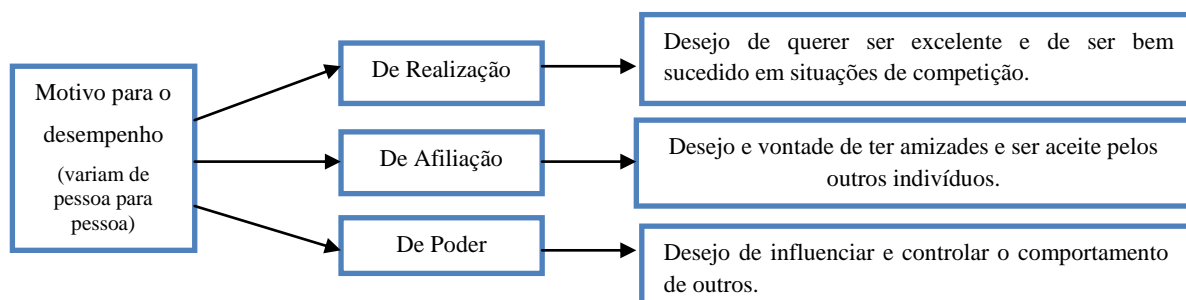 Motivo para o
desempenho
(variam de
pessoa para
pessoa)
De Realização
Desejo de querer ser excelente e de ser bem
sucedido em situações de competição.
De Afiliação
Desejo e vontade de ter amizades e ser aceite pelos
outros indivíduos.
De Poder
Desejo de influenciar e controlar o comportamento
de outros.